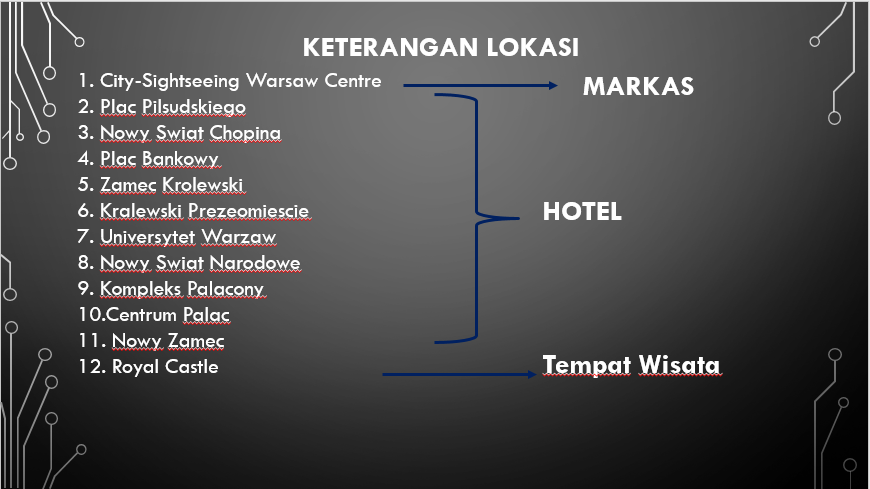 KETERANGAN LOKASI
1. City-Sightseeing Warsaw Centre
MARKAS
2. Plac Pilsudskiego
3. Nowy Swiat Chopina
4. Plac Bankowy
5. Zamec Krolewski
6. Kralewski Prezeomiescie
HOTEL
7. Universytet Warzaw
8. Nowy Swiat Narodowe
9. Kompleks Palacony
10.Centrum Palac
11. Nowy Zamec
12. Royal Castle
Tempat Wisata